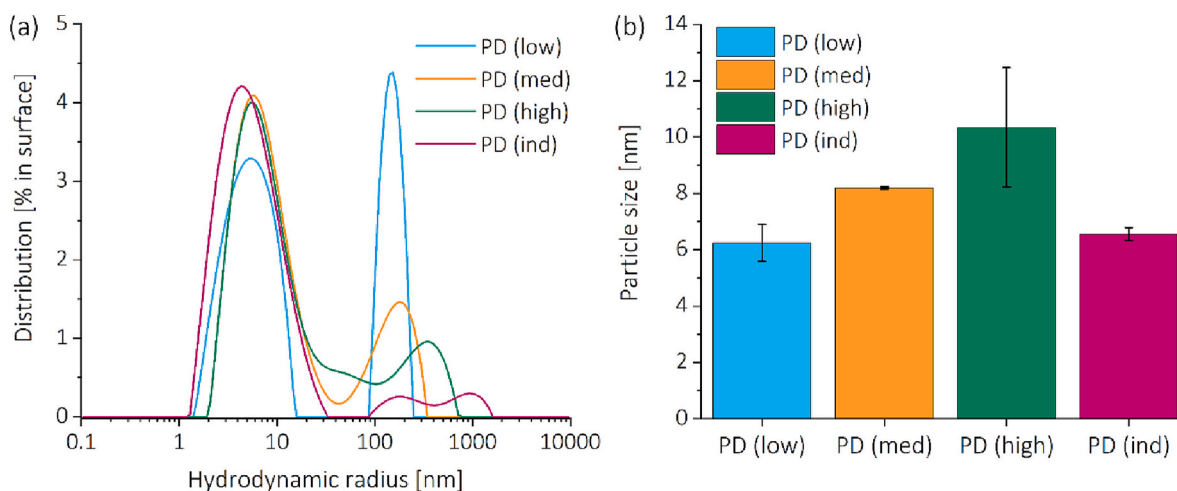 (a)
5
4
3
2
1
0
Distribution [% in surface]
0.1
1
10
100
1000
10000
Hydrodynamic radius [nm]
PD (low)
PD (med)
PD (high)
PD (ind)
(b)
14
12
10
8
6
4
2
0
Particle size [nm]
PD (low)
PD (med)
PD (high)
PD (ind)
PD (low)
PD (med)
PD (high)
PD (ind)